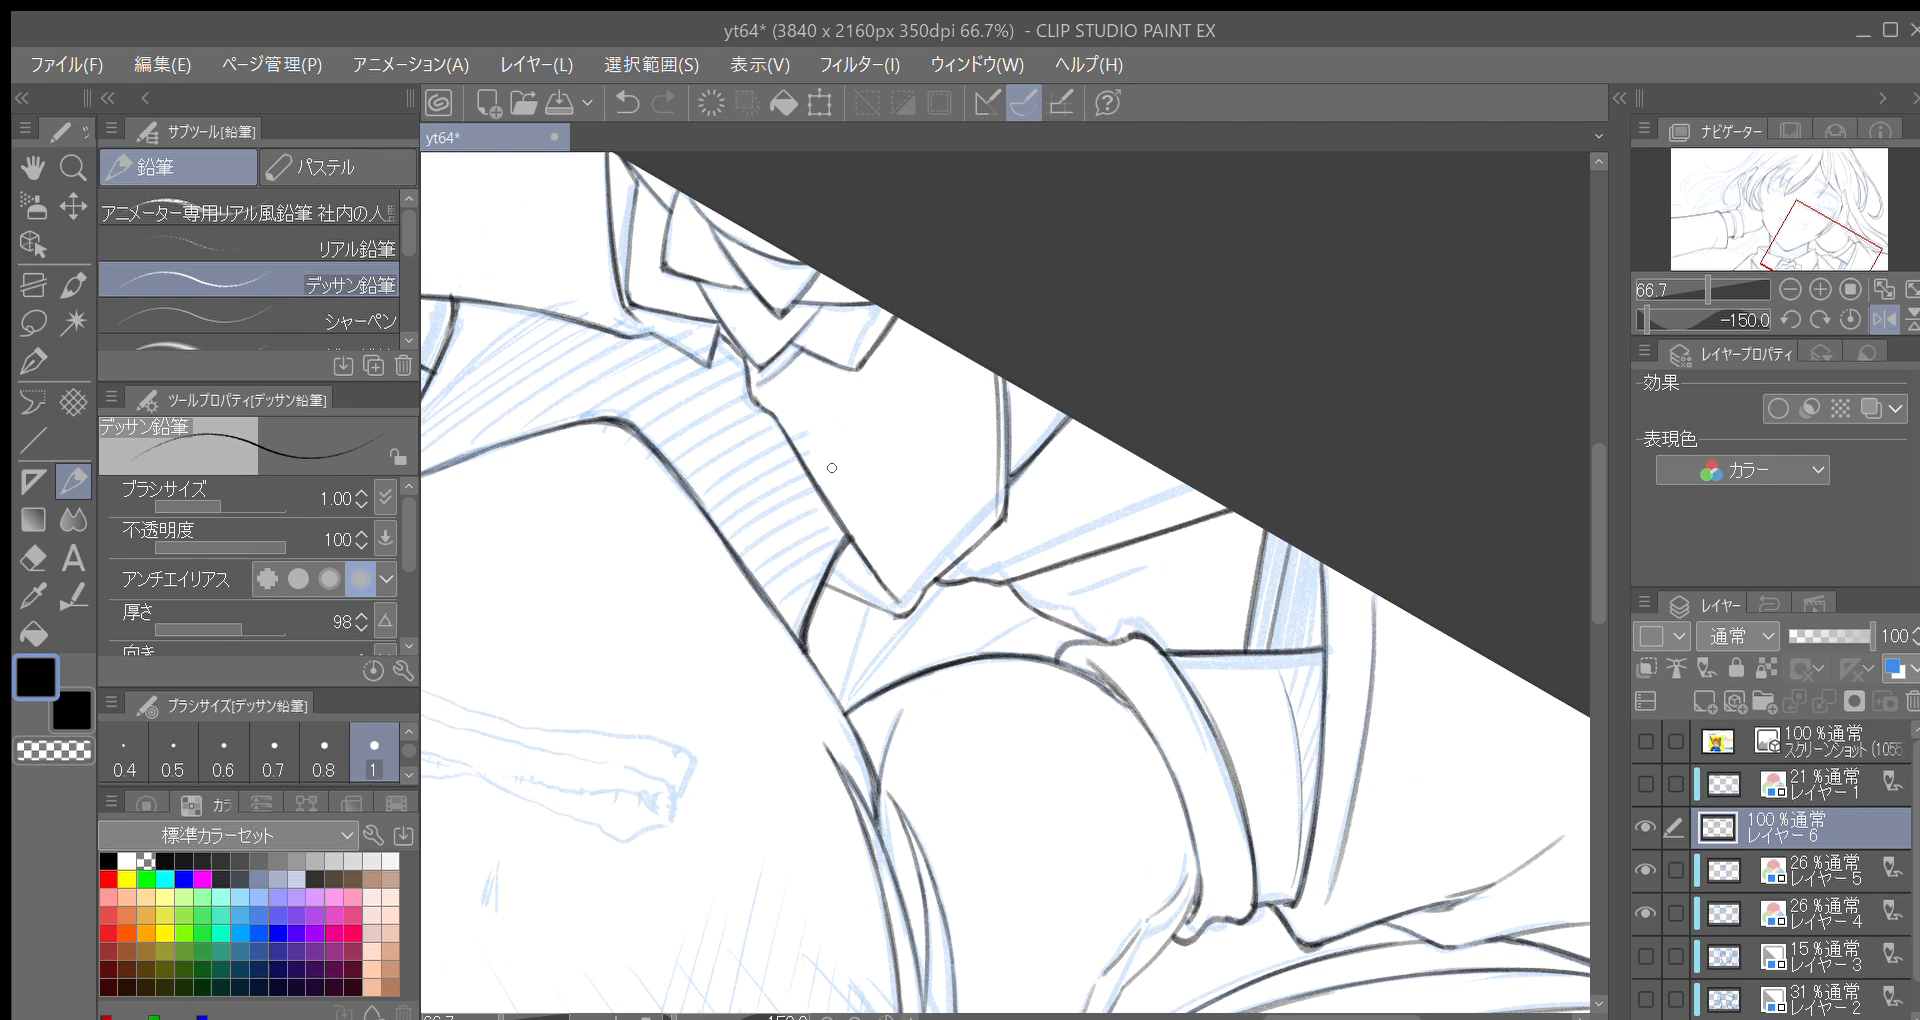 yt64* (3840 x 2160px 350dpi 66.7%)  - CLIP STUDIO PAINT EX
ファイル(F) 編集(E) ページ管理(P) アニメーション(A) レイヤー(L) 選択範囲(S) 表示(V) フィルター(I) ウィンドウ(W) ヘルプ(H)
サブツール[鉛筆]
鉛筆 パステル
アニメーター専用リアル風鉛筆 社内の人
リアル鉛筆
デッサン鉛筆
シャーペン
ツールプロパティ[デッサン鉛筆]
デッサン鉛筆
ブラシサイズ 1.00
不透明度 100
アンチエイリアス
厚さ 98
向き
ブラシサイズ[デッサン鉛筆]
0.4 0.5 0.6 0.7 0.8 1
カラ
標準カラーセット
yt64*
66.7 -150.0
ナビゲーター
66.7
-150.0
レイヤープロパティ
効果
表現色
カラー
レイヤー
通常 100
100 %通常
スクリーンショット (1055
21 %通常
レイヤー 1
100 %通常
レイヤー 6
26 %通常
レイヤー 5
26 %通常
レイヤー 4
15 %通常
レイヤー 3
31 %通常
レイヤー 2